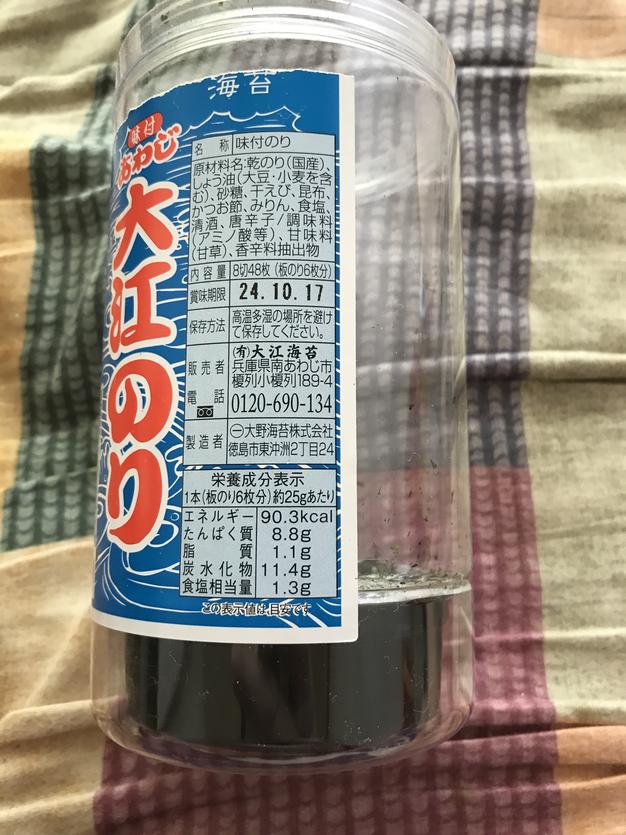 海苔
味付
あわじ
大江のり
名称 味付のり
原材料名:乾のり(国産)、
しょう油(大豆・小麦を含
む)、砂糖、干えび、昆布、
かつお節、みりん、食塩、
清酒、唐辛子/調味料
(アミノ酸等)、甘味料
(甘草)、香辛料抽出物
内容量 8切48枚(板のり6枚分)
賞味期限 24.10.17
保存方法 高温多湿の場所を避け
て保存してください。
販売者 (有)大江海苔
兵庫県南あわじ市
榎列小榎列189-4
電話 0120-690-134
製造者 ㊀大野海苔株式会社
徳島市東沖洲2丁目24
栄養成分表示
1本(板のり6枚分)約25gあたり
エネルギー 90.3kcal
たんぱく質 8.8g
脂質 1.1g
炭水化物 11.4g
食塩相当量 1.3g
この表示値は、目安です